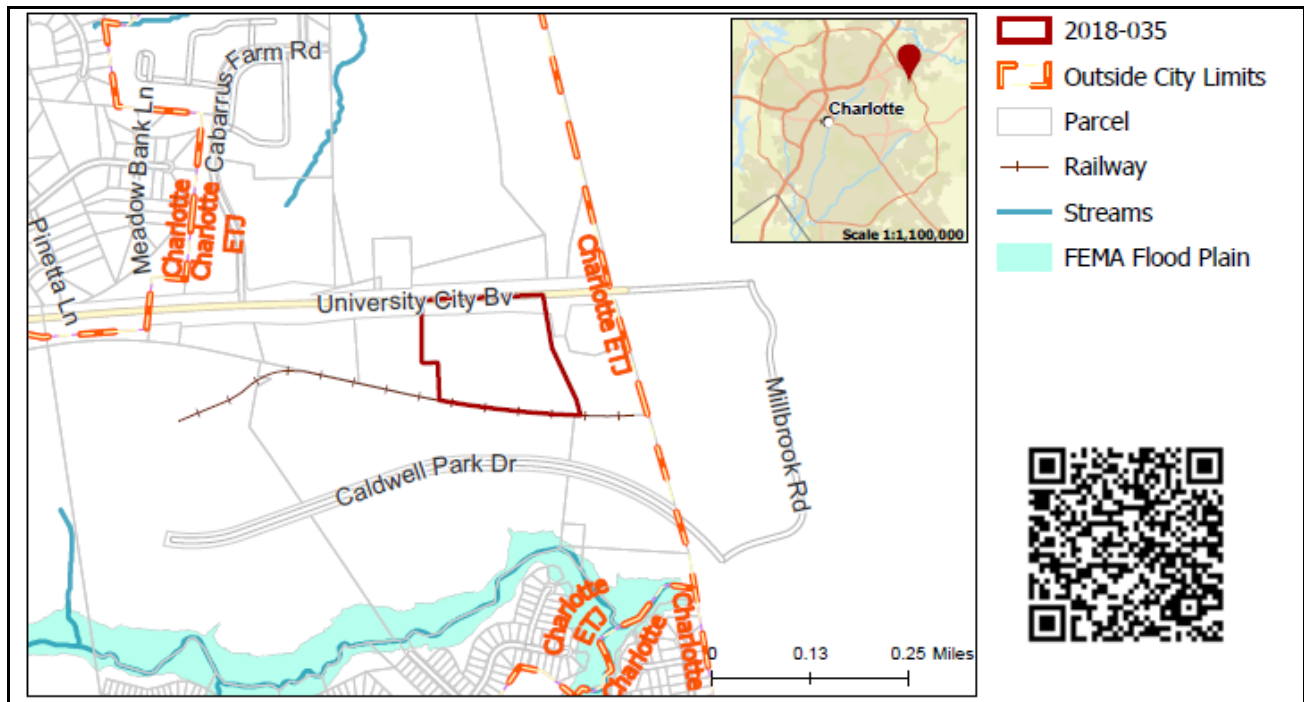 Farm Rd
Cabarrus
Meadow Bank Ln
Pinetta Ln
Charlotte
Charlotte
ETJ
University City Bv
Charlotte ETJ
Millbrook Rd
Caldwell Park Dr
Charlotte
ETJ
Charlotte
Charlotte
0 0.13 0.25 Miles
Charlotte
Scale 1:1,100,000
2018-035
Outside City Limits
Parcel
Railway
Streams
FEMA Flood Plain